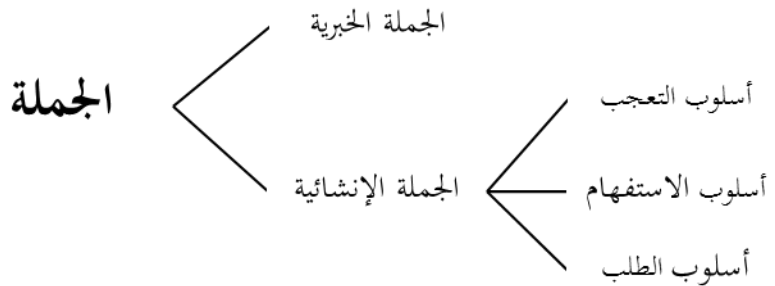 الجملة
الجملة الخبرية
الجملة الإنشائية
أسلوب التعجب
أسلوب الاستفهام
أسلوب الطلب